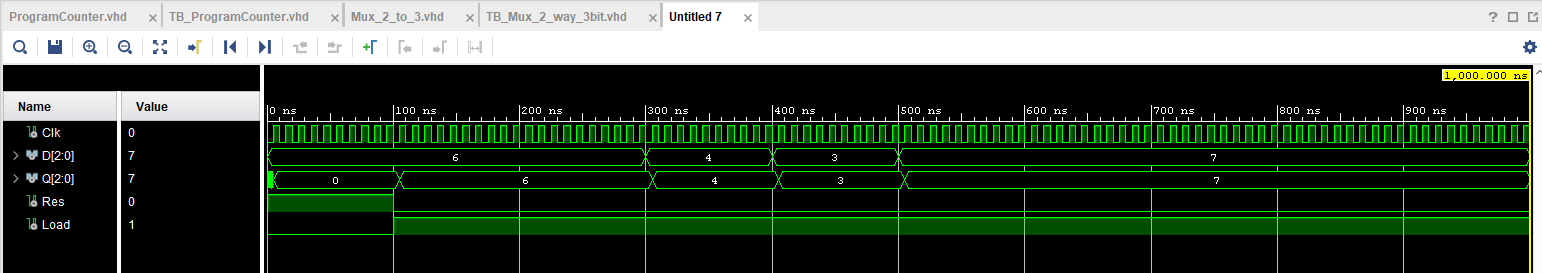 ProgramCounter.vhd × TB_ProgramCounter.vhd × Mux_2_to_3.vhd × TB_Mux_2_way_3bit.vhd × Untitled 7 × ?
1,000.000 ns
Name Value
0 ns 100 ns 200 ns 300 ns 400 ns 500 ns 600 ns 700 ns 800 ns 900 ns
Clk 0
D[2:0] 7 6 4 3 7
Q[2:0] 7 0 6 4 3 7
Res 0
Load 1